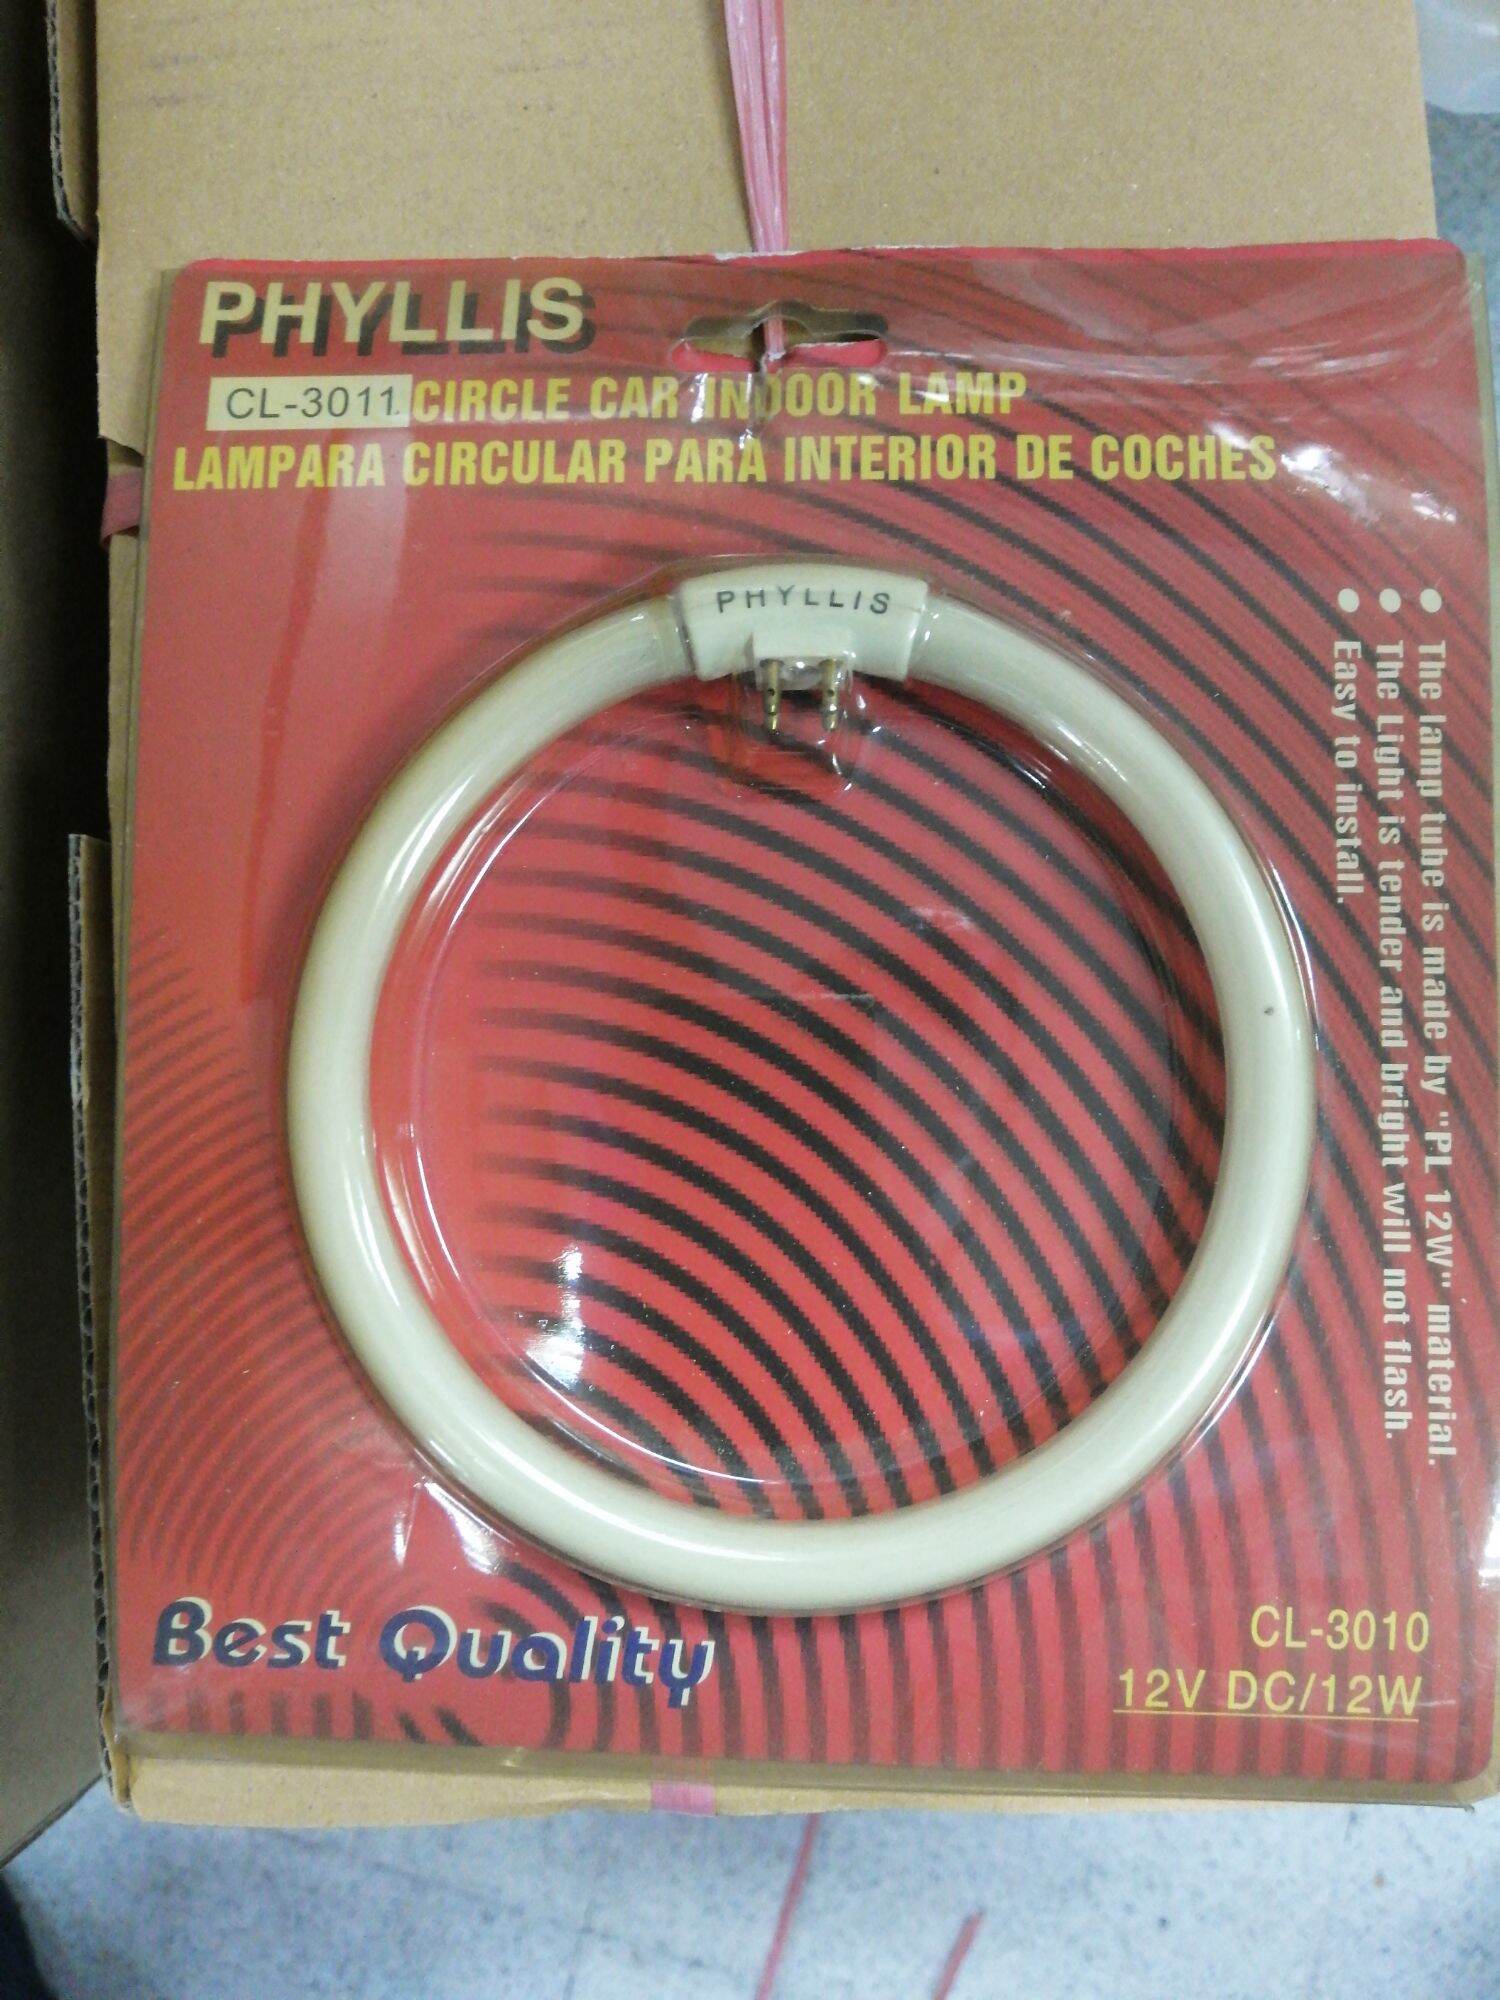 PHYLLIS
CL-3011 CIRCLE CAR INDOOR LAMP
LAMPARA CIRCULAR PARA INTERIOR DE COCHES
PHYLLIS
● The lamp tube is made by "PL 12W" material.
● The Light is tender and bright will not flash.
● Easy to install.
Best Quality
CL-3010
12V DC/12W